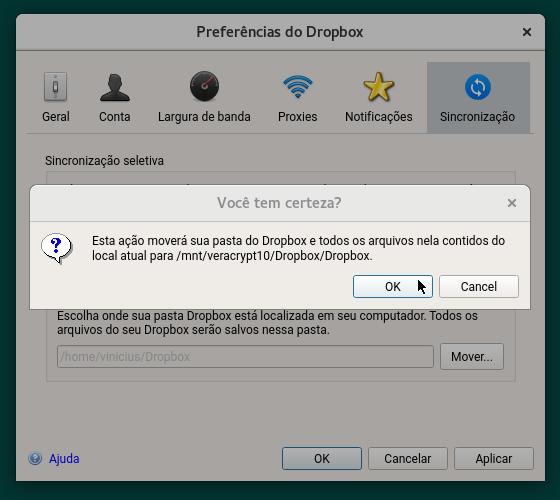 Preferências do Dropbox
Geral
Conta
Largura de banda
Proxies
Notificações
Sincronização
Sincronização seletiva
Você tem certeza?
Esta ação moverá sua pasta do Dropbox e todos os arquivos nela contidos do
local atual para /mnt/veracrypt10/Dropbox/Dropbox.
OK
Cancel
Escolha onde sua pasta Dropbox está localizada em seu computador. Todos os
arquivos do seu Dropbox serão salvos nessa pasta.
/home/vinicius/Dropbox
Mover...
Ajuda
OK
Cancelar
Aplicar